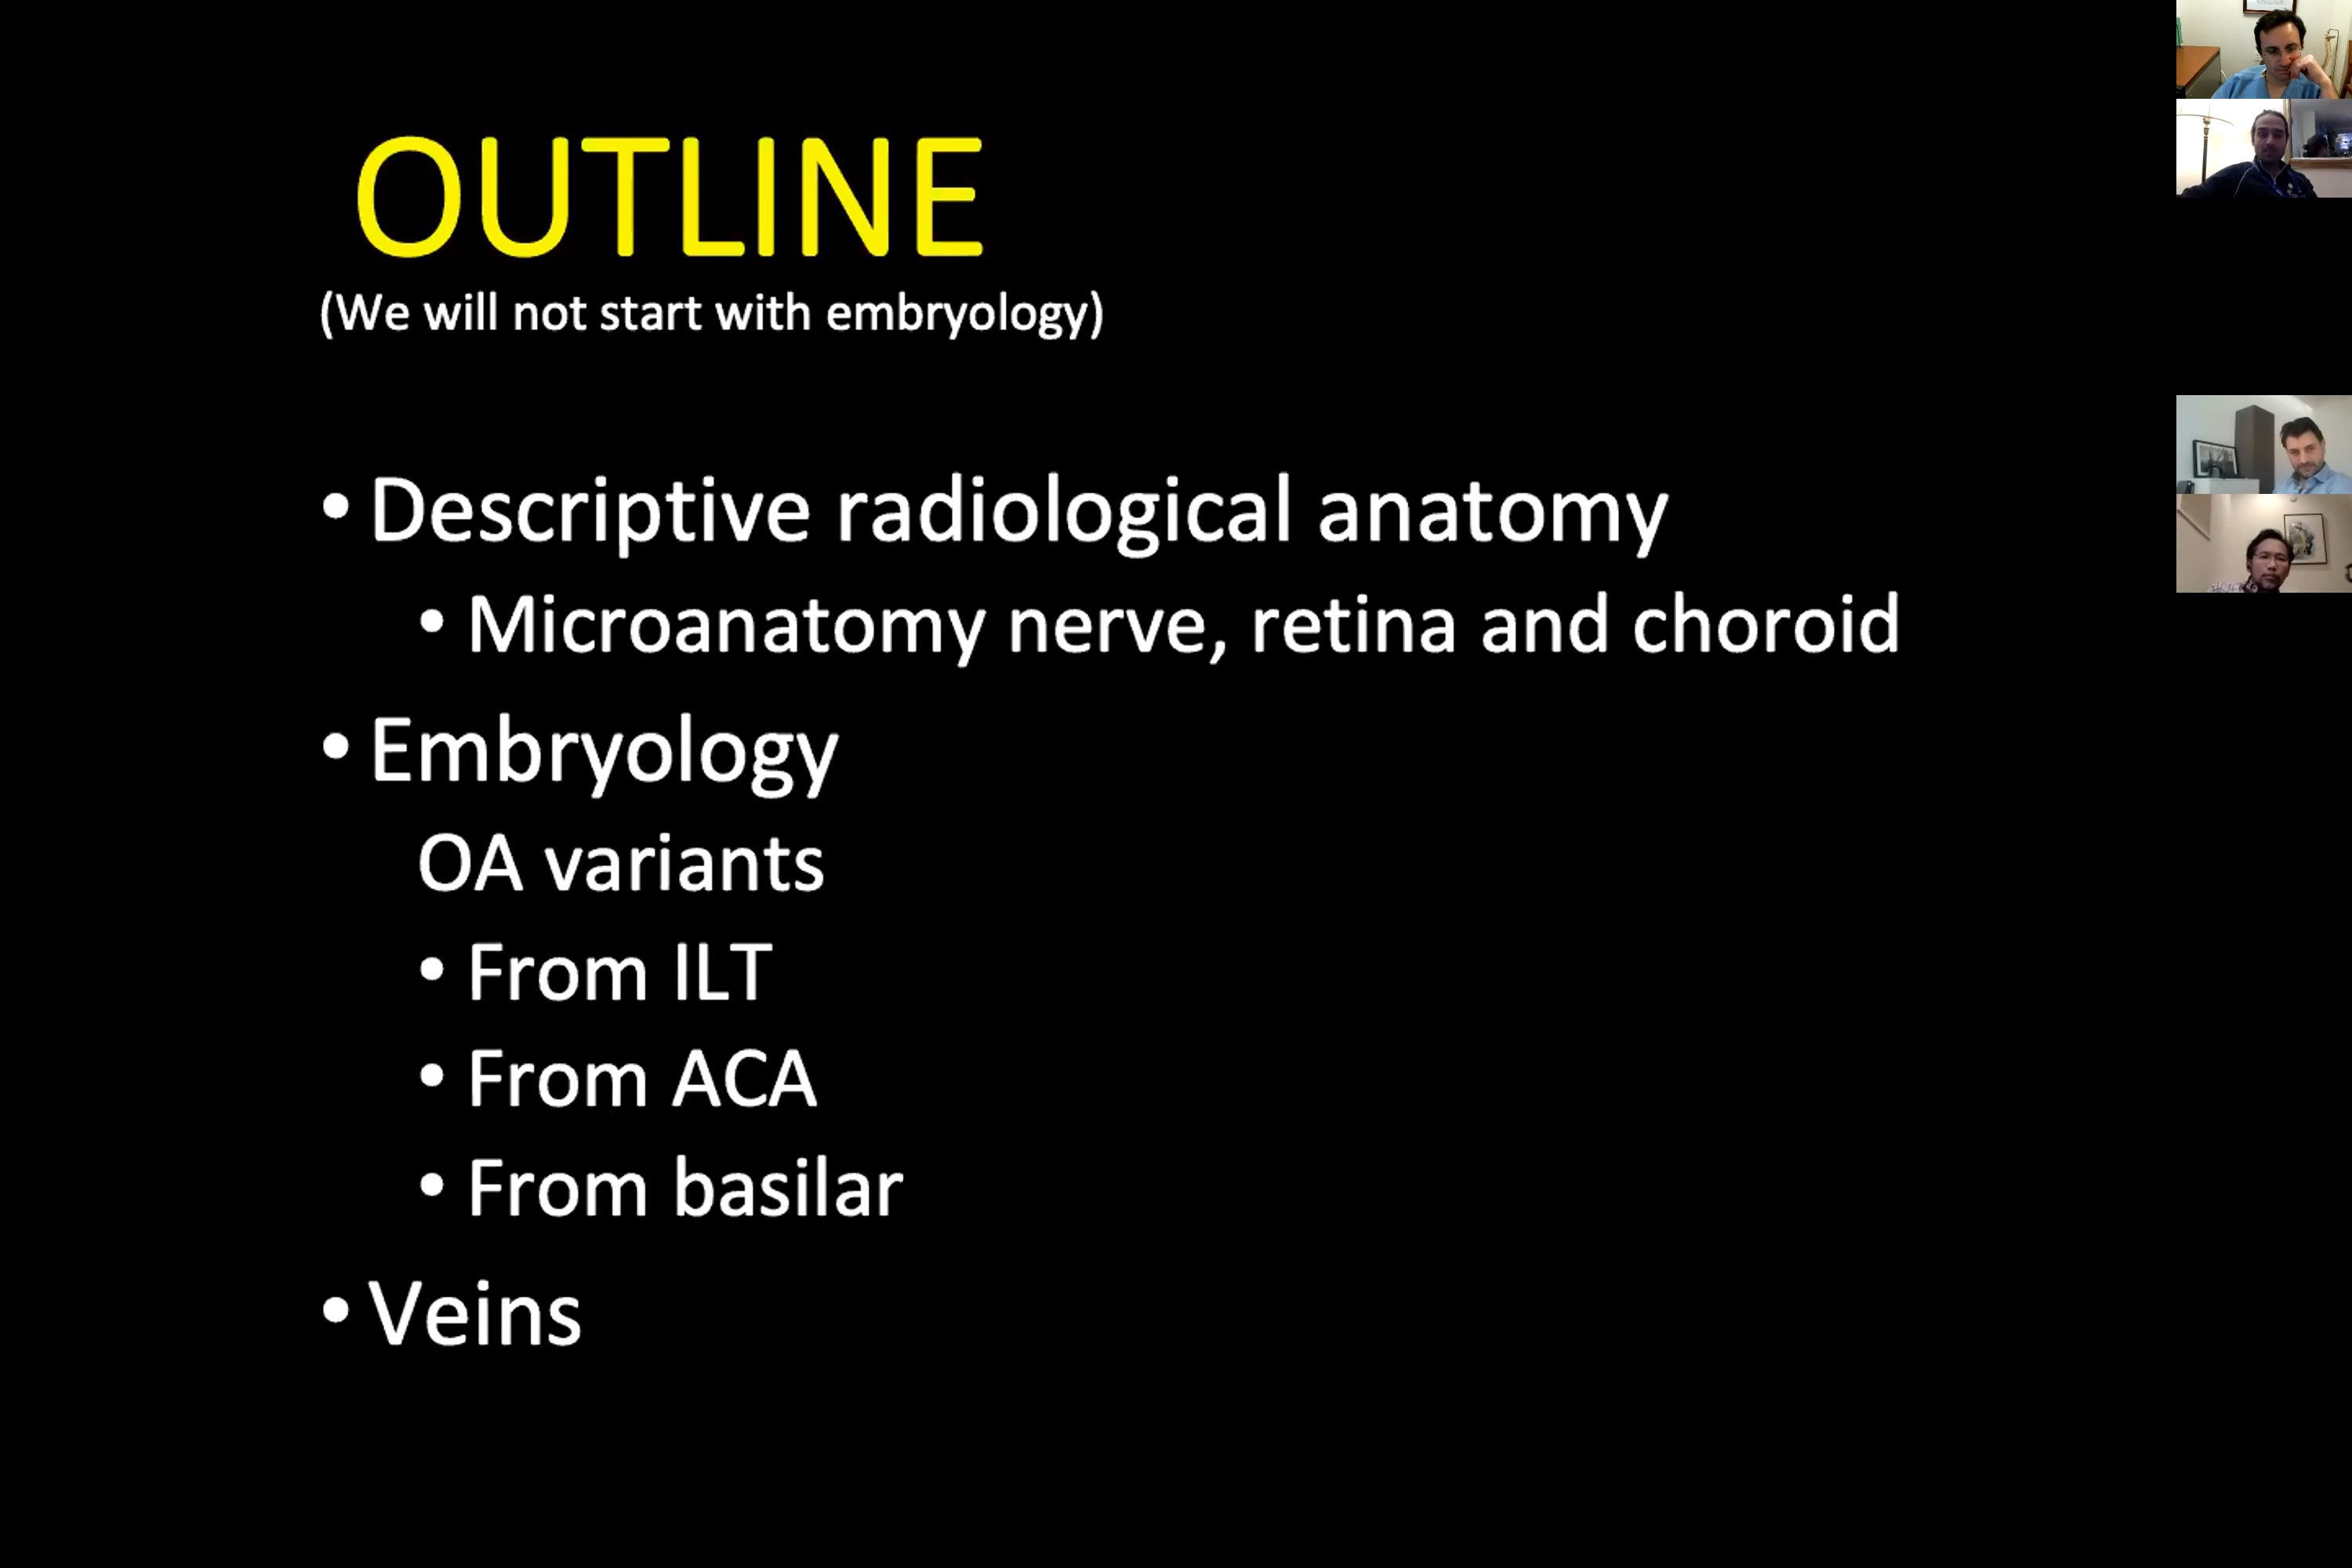 OUTLINE
(We will not start with embryology)
• Descriptive radiological anatomy
• Microanatomy nerve, retina and choroid
• Embryology
OA variants
• From ILT
• From ACA
• From basilar
• Veins